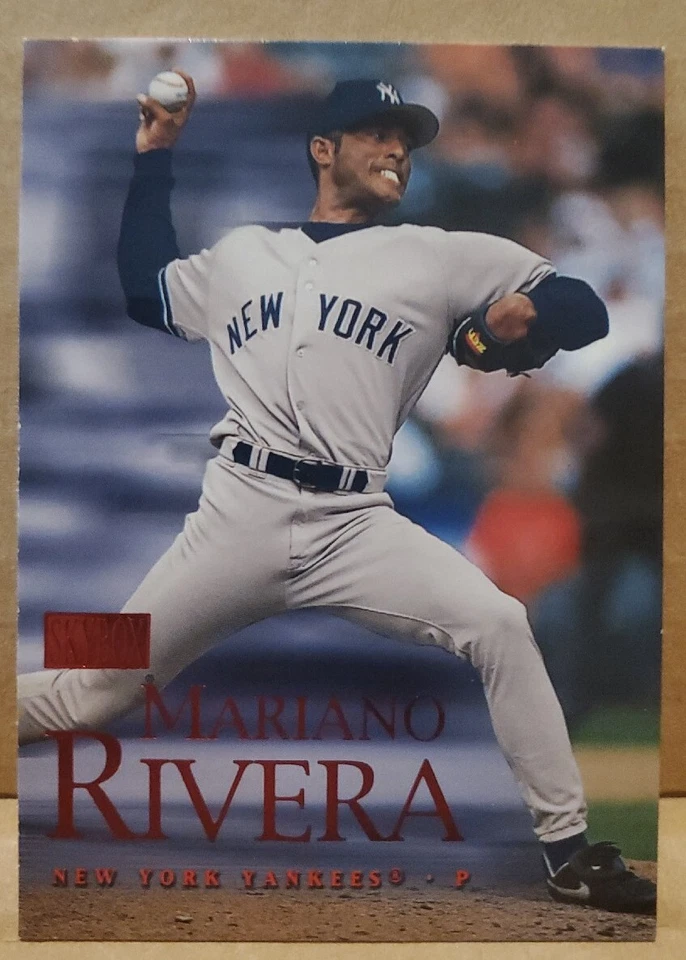 NY
NEW YORK
SKYBOX
MARIANO
RIVERA
NEW YORK YANKEES® · P